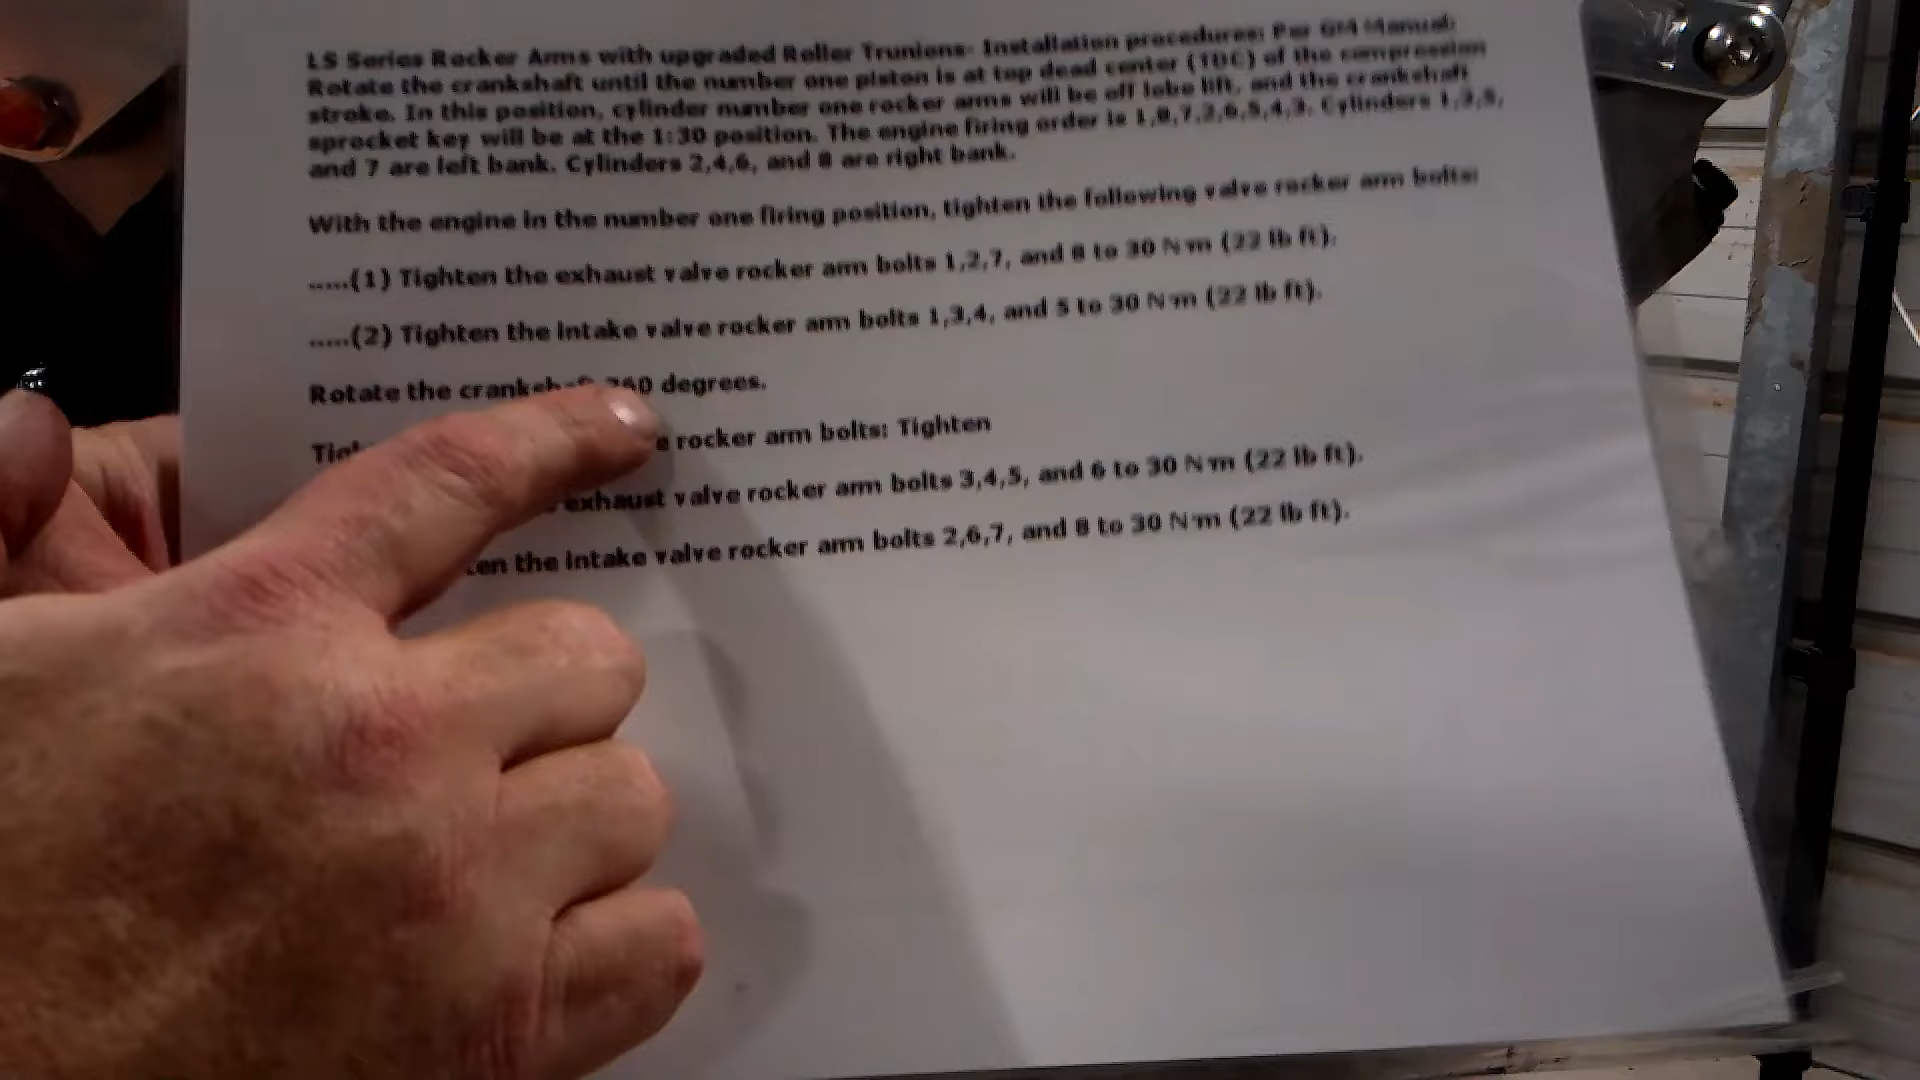 LS Series Rocker Arms with upgraded Roller Trunions- Installation procedures: Per GM Manual:
Rotate the crankshaft until the number one piston is at top dead center (TDC) of the compression
stroke. In this position, cylinder number one rocker arms will be off lobe lift, and the crankshaft
sprocket key will be at the 1:30 position. The engine firing order is 1,8,7,2,6,5,4,3. Cylinders 1,3,5,
and 7 are left bank. Cylinders 2,4,6, and 8 are right bank.
With the engine in the number one firing position, tighten the following valve rocker arm bolts:
.....(1) Tighten the exhaust valve rocker arm bolts 1,2,7, and 8 to 30 N·m (22 lb ft).
.....(2) Tighten the intake valve rocker arm bolts 1,3,4, and 5 to 30 N·m (22 lb ft).
Rotate the 360 degrees.
rocker arm bolts: Tighten
exhaust valve rocker arm bolts 3,4,5, and 6 to 30 N·m (22 lb ft).
the intake valve rocker arm bolts 2,6,7, and 8 to 30 N·m (22 lb ft).